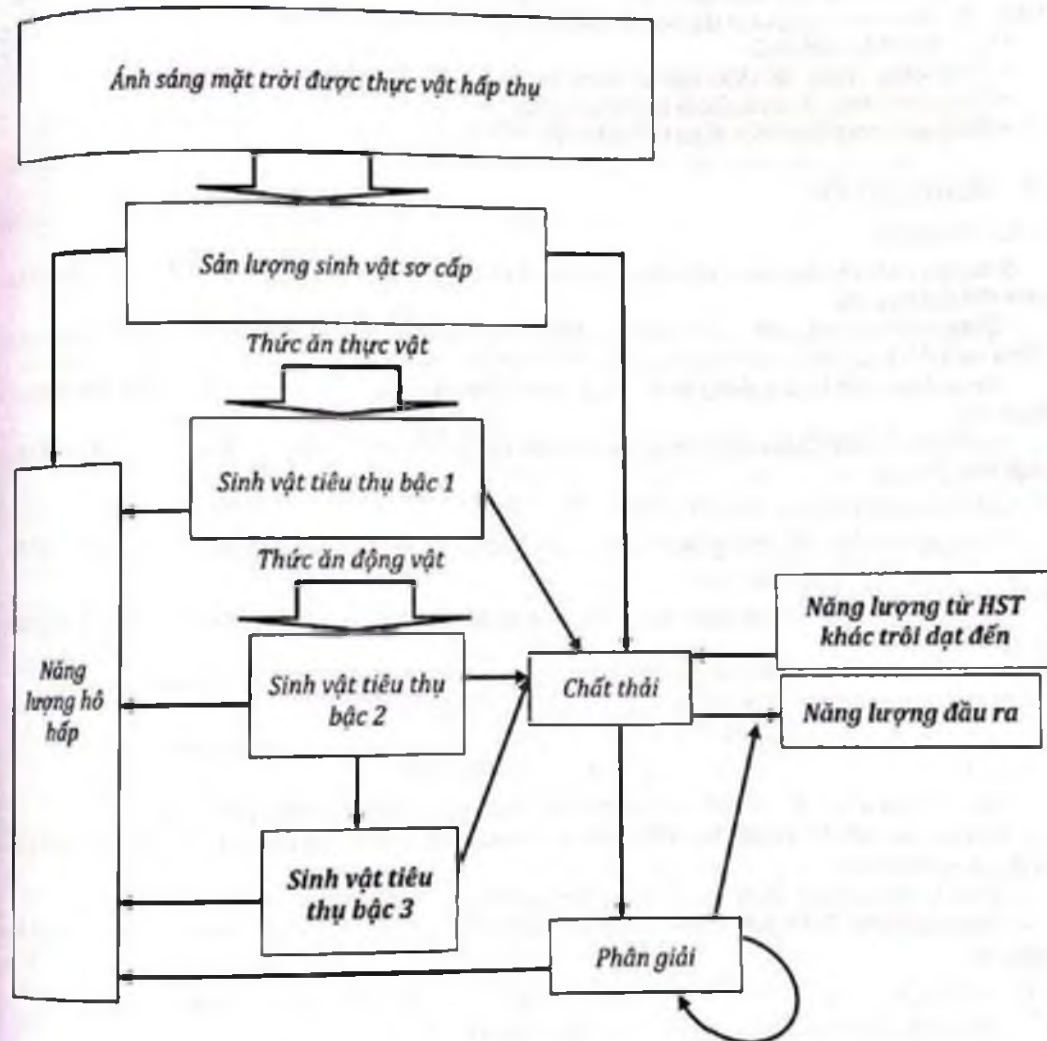 Ánh sáng mặt trời được thực vật hấp thụ
Sản lượng sinh vật sơ cấp
Thức ăn thực vật
Sinh vật tiêu thụ bậc 1
Thức ăn động vật
Năng lượng từ HST
khác trôi dạt đến
Năng
lượng hô
hấp
Sinh vật tiêu thụ
bậc 2
Chất thải
Năng lượng đầu ra
Sinh vật tiêu
thụ bậc 3
Phân giải